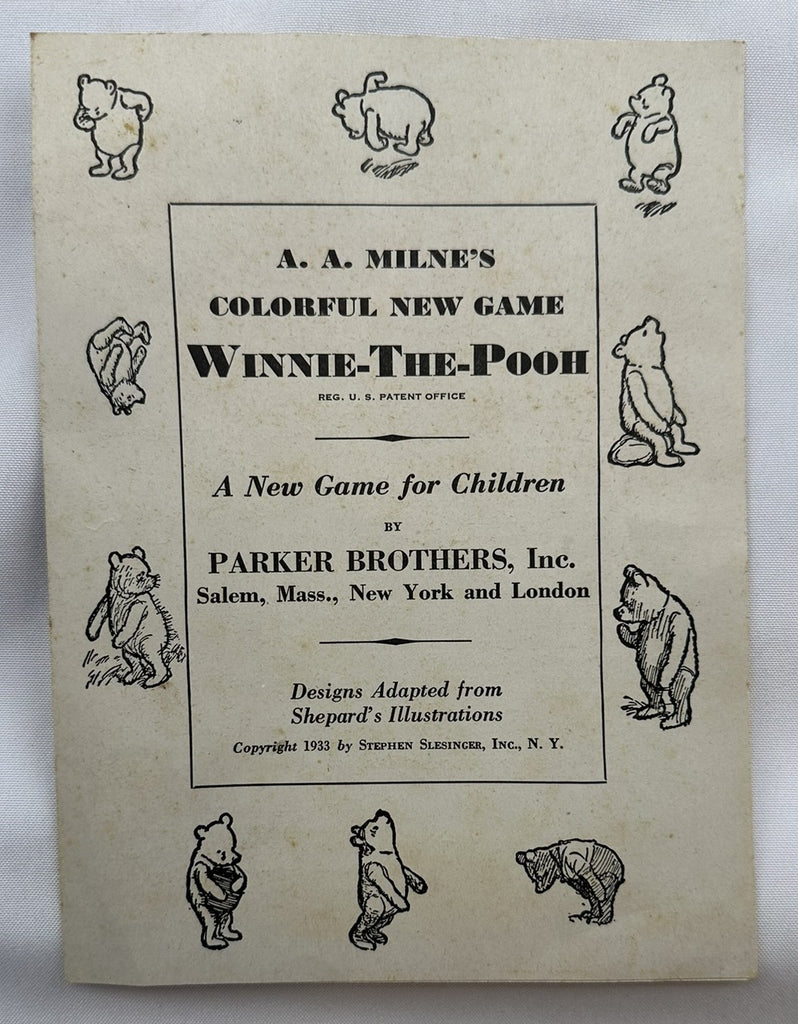 A. A. MILNE'S
COLORFUL NEW GAME
WINNIE-THE-POOH
REG. U. S. PATENT OFFICE
A New Game for Children
BY
PARKER BROTHERS, Inc.
Salem, Mass., New York and London
Designs Adapted from
Shepard's Illustrations
Copyright 1933 by STEPHEN SLESINGER, INC., N. Y.